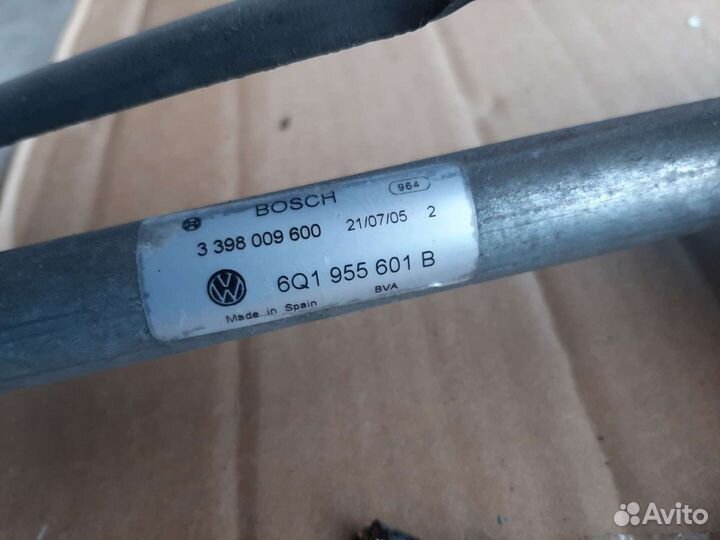 964
BOSCH
3 398 009 600 21/07/05 2
6Q1 955 601 B
Made in Spain BVA
Avito